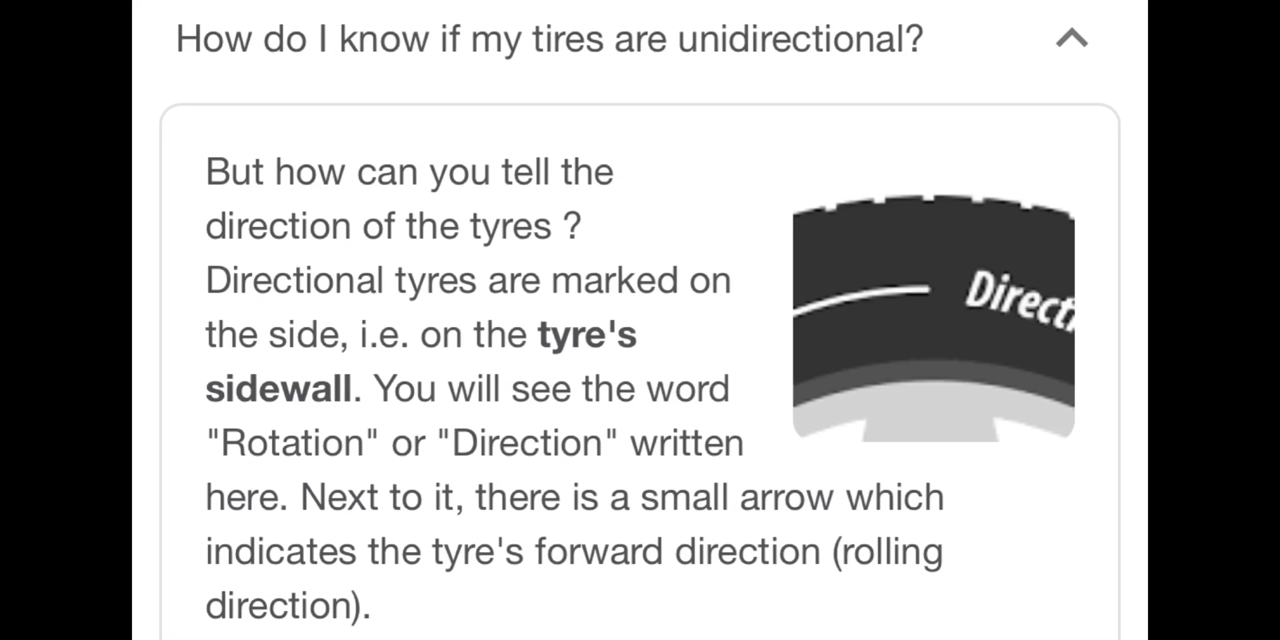 How do I know if my tires are unidirectional?
But how can you tell the
direction of the tyres ?
Directional tyres are marked on
the side, i.e. on the tyre's
sidewall. You will see the word
"Rotation" or "Direction" written
here. Next to it, there is a small arrow which
indicates the tyre's forward direction (rolling
direction).
Direct